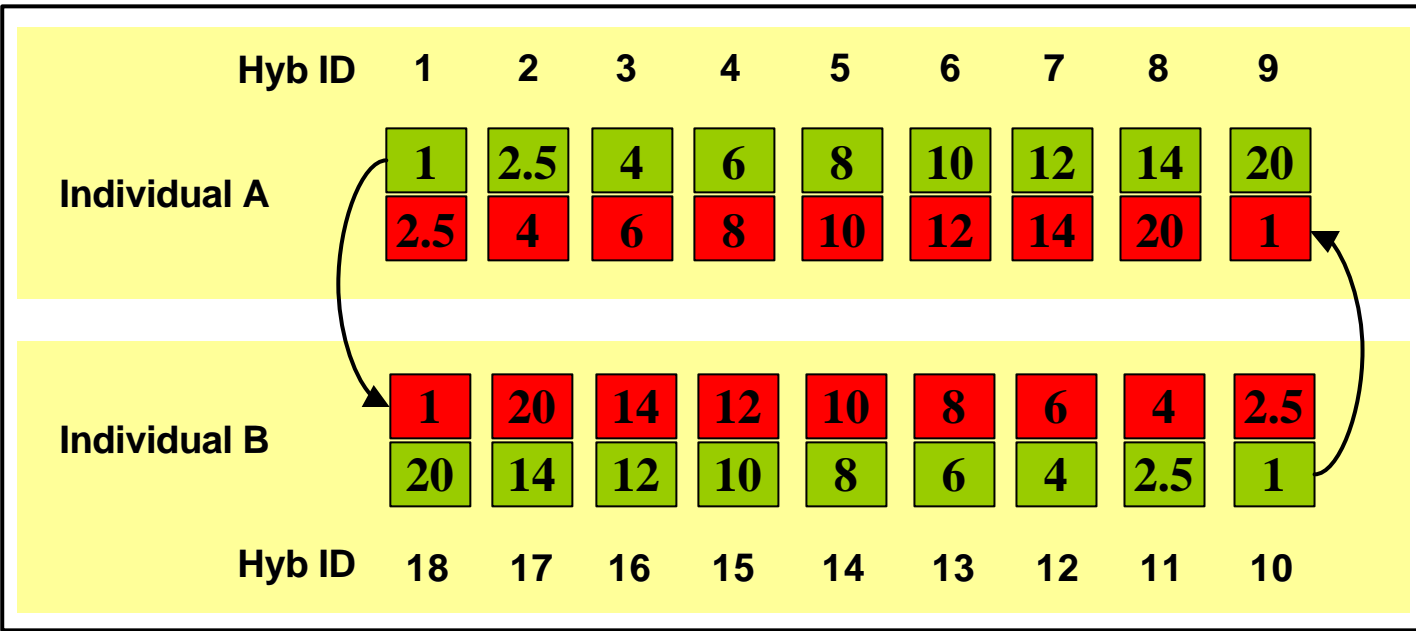 Hyb ID 1 2 3 4 5 6 7 8 9
1 2.5 4 6 8 10 12 14 20
Individual A
2.5 4 6 8 10 12 14 20 1
1 20 14 12 10 8 6 4 2.5
Individual B
20 14 12 10 8 6 4 2.5 1
Hyb ID 18 17 16 15 14 13 12 11 10